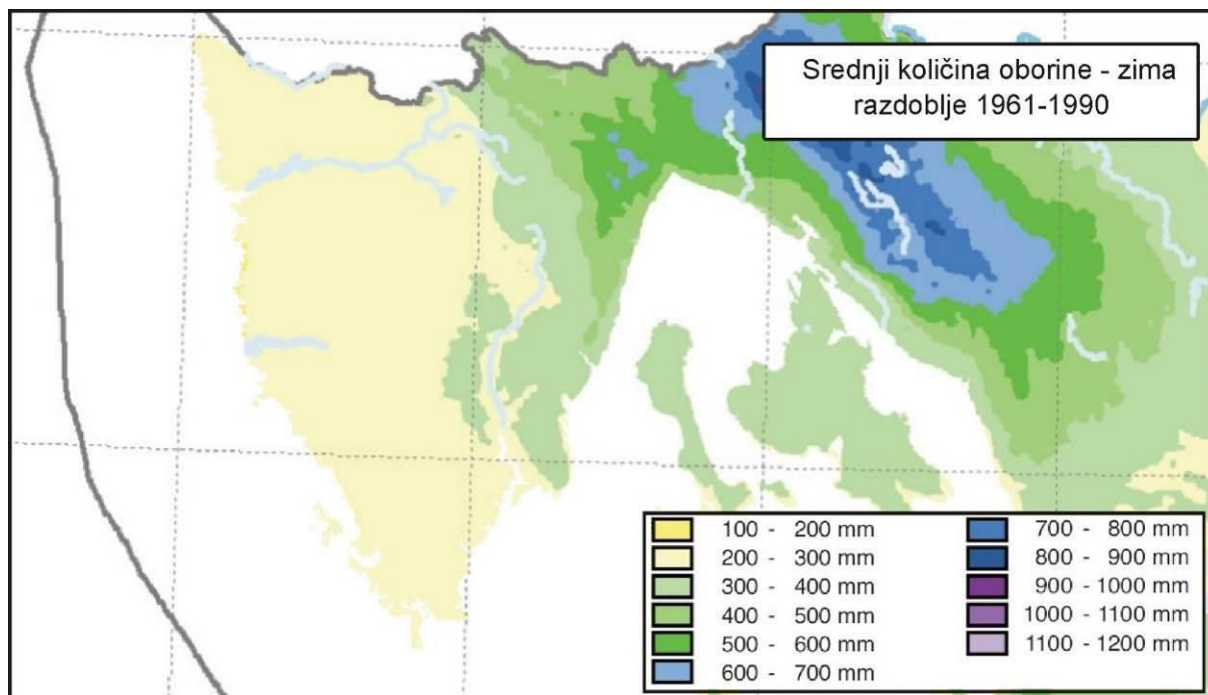 Srednji količina oborine - zima
razdoblje 1961-1990
100 - 200 mm
200 - 300 mm
300 - 400 mm
400 - 500 mm
500 - 600 mm
600 - 700 mm
700 - 800 mm
800 - 900 mm
900 - 1000 mm
1000 - 1100 mm
1100 - 1200 mm